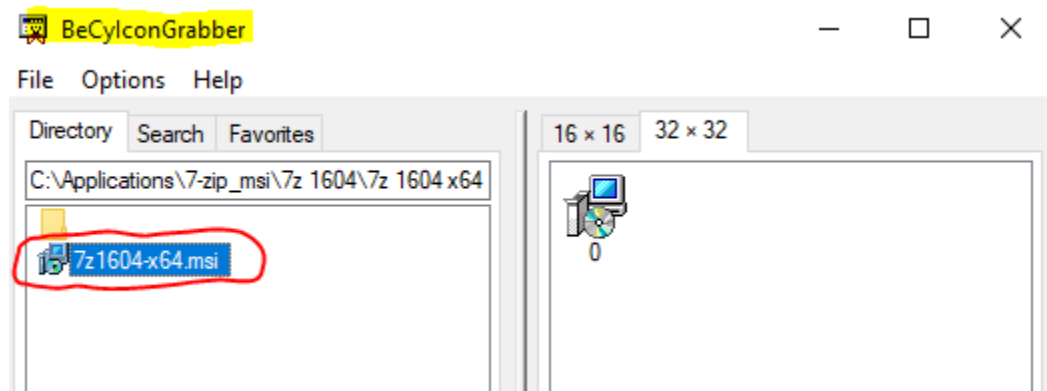 BeCyIconGrabber
File Options Help
Directory Search Favorites
C:\Applications\7-zip_msi\7z 1604\7z 1604 x64
7z1604-x64.msi
16 × 16 32 × 32
0